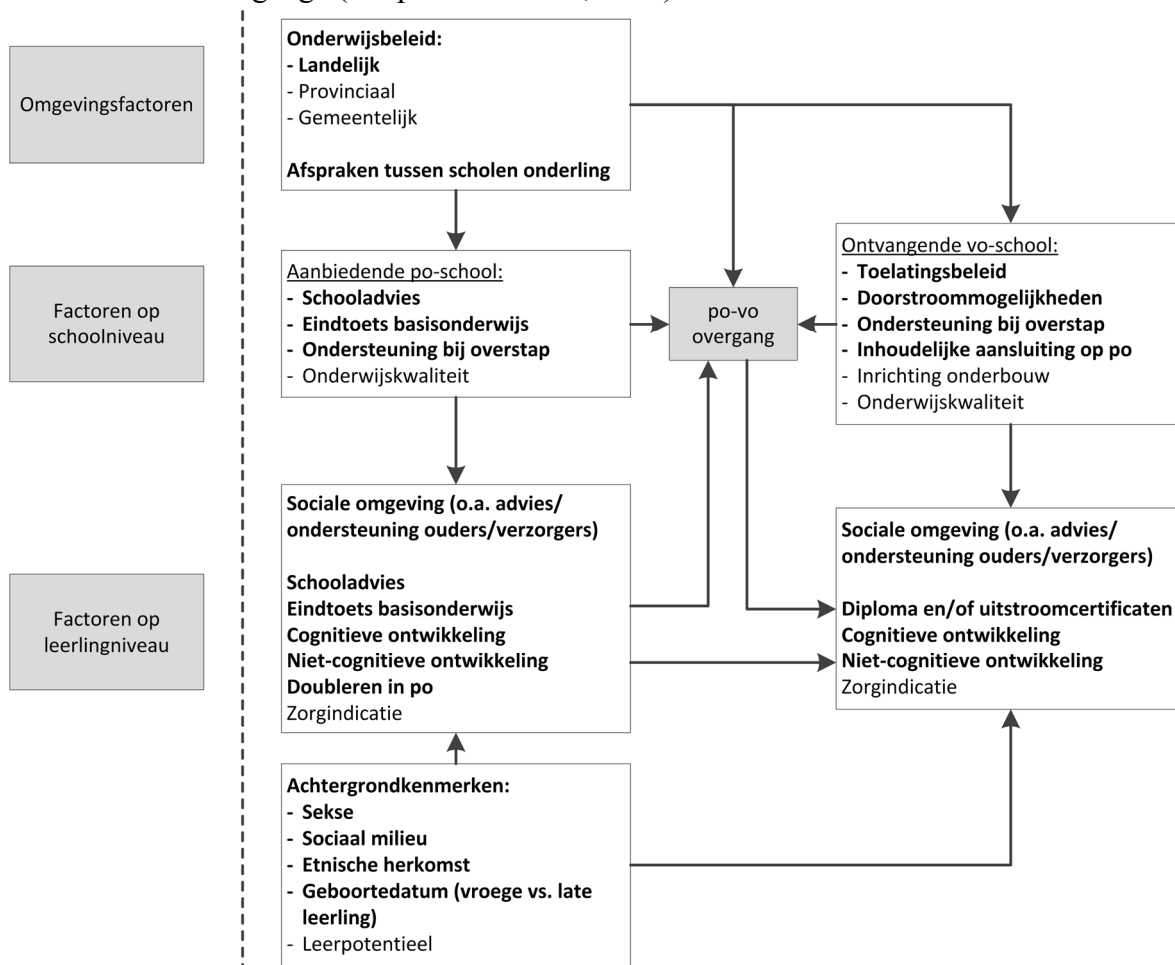 Omgevingsfactoren
Onderwijsbeleid:
- Landelijk
- Provinciaal
- Gemeentelijk
Afspraken tussen scholen onderling
Factoren op
schoolniveau
Aanbiedende po-school:
- Schooladvies
- Eindtoets basisonderwijs
- Ondersteuning bij overstap
- Onderwijskwaliteit
po-vo
overgang
Ontvangende vo-school:
- Toelatingsbeleid
- Doorstroommogelijkheden
- Ondersteuning bij overstap
- Inhoudelijke aansluiting op po
- Inrichting onderbouw
- Onderwijskwaliteit
Factoren op
leerlingniveau
Sociale omgeving (o.a. advies/
ondersteuning ouders/verzorgers)
Schooladvies
Eindtoets basisonderwijs
Cognitieve ontwikkeling
Niet-cognitieve ontwikkeling
Doubleren in po
Zorgindicatie
Sociale omgeving (o.a. advies/
ondersteuning ouders/verzorgers)
Diploma en/of uitstroomcertificaten
Cognitieve ontwikkeling
Niet-cognitieve ontwikkeling
Zorgindicatie
Achtergrondkenmerken:
- Sekse
- Sociaal milieu
- Etnische herkomst
- Geboortedatum (vroege vs. late
leerling)
- Leerpotentieel